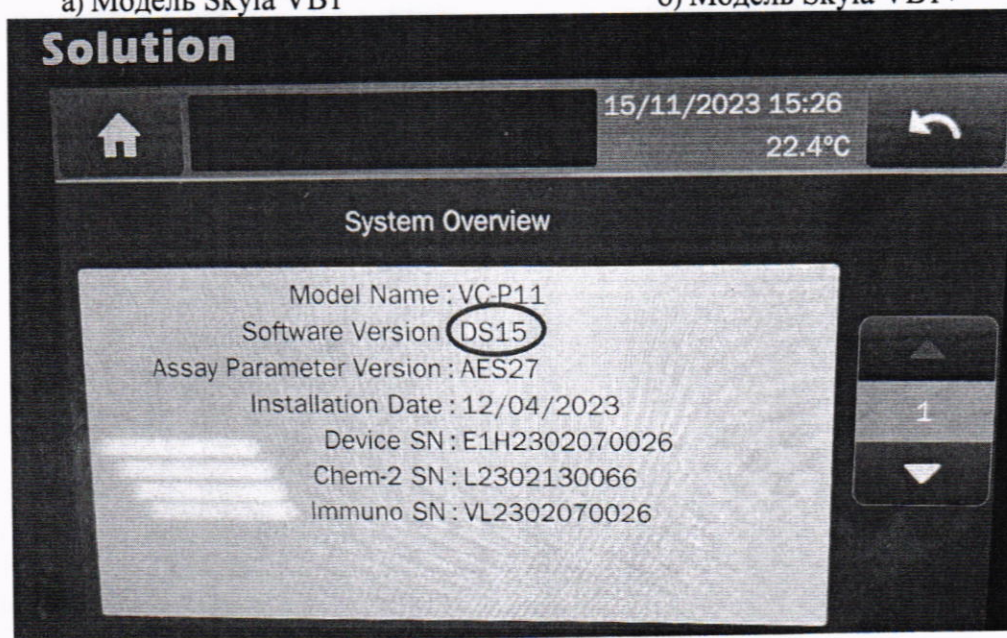 а) Модель Skyla VB1
б) Модель Skyla VB1+
Solution
15/11/2023 15:26
22.4°C
System Overview
Model Name : VC-P11
Software Version DS15
Assay Parameter Version : AES27
Installation Date : 12/04/2023
Device SN : E1H2302070026
Chem-2 SN : L2302130066
Immuno SN : VL2302070026
1